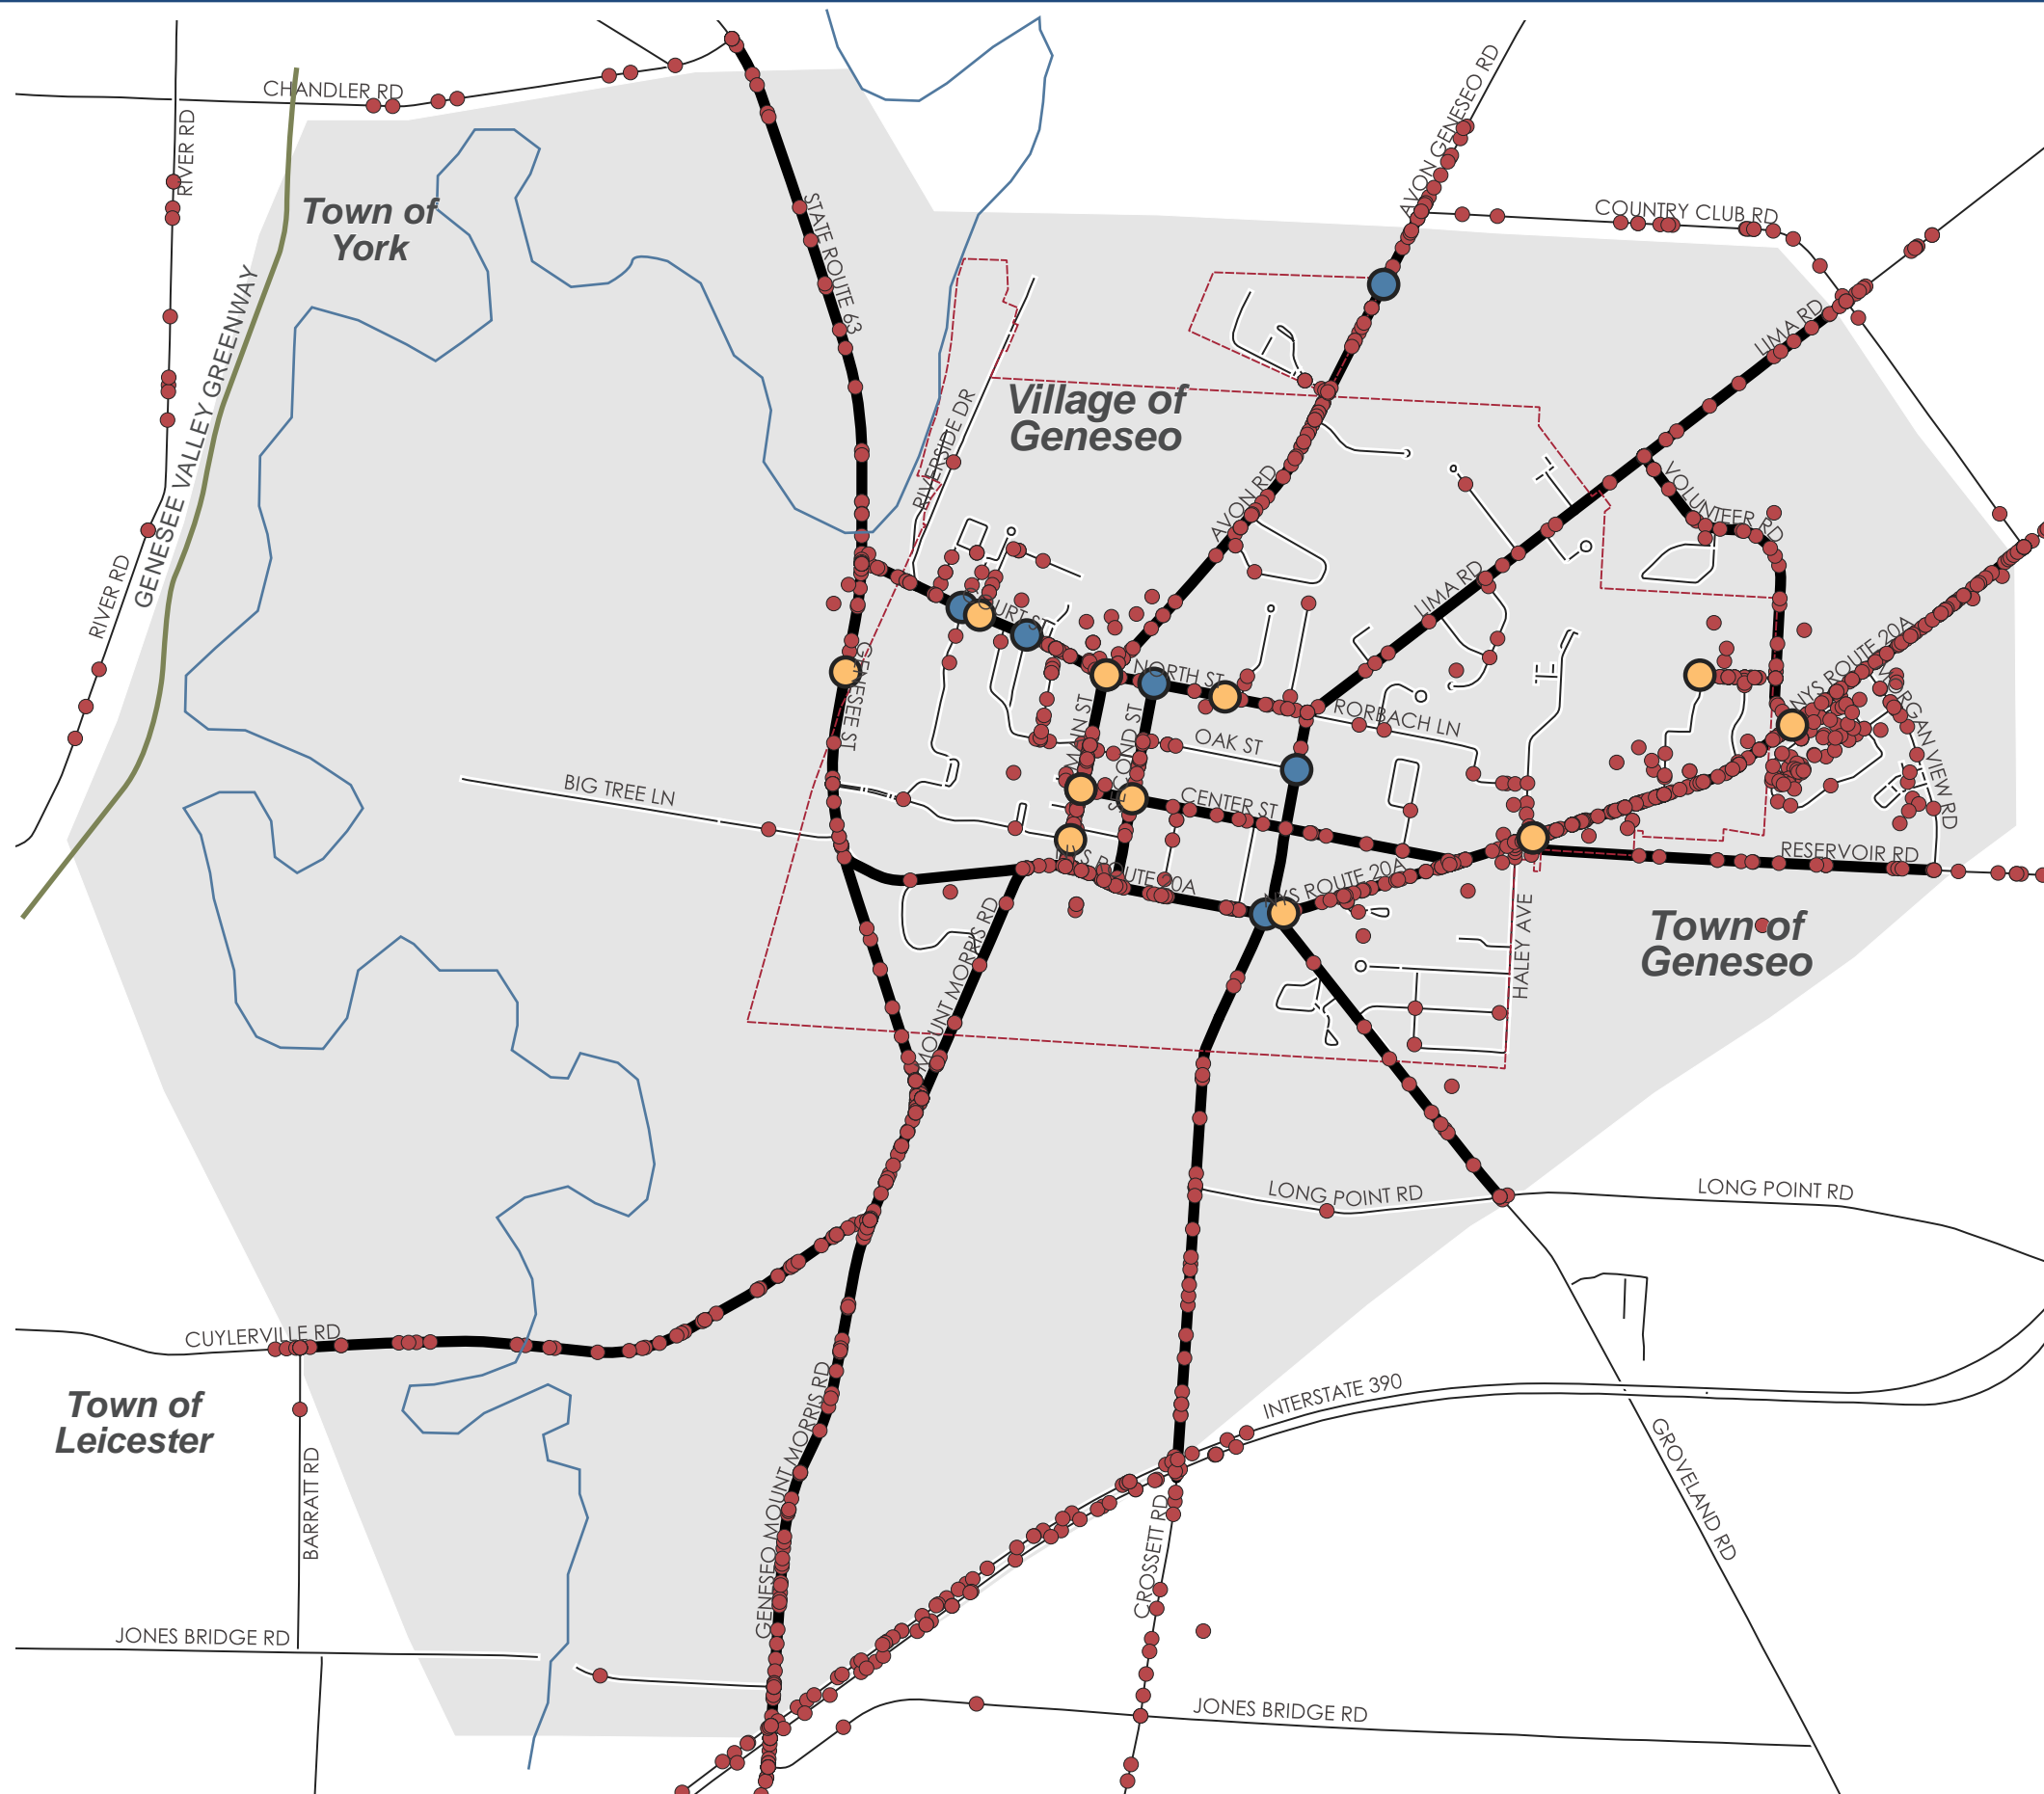 CHANDLER RD
RIVER RD
AVON GENESEO RD
COUNTRY CLUB RD
Town of
York
STATE ROUTE 63
GENESEE VALLEY GREENWAY
LIMA RD
Village of
Geneseo
RIVERSIDE DR
AVON RD
VOLUNTEER RD
RIVER RD
LIMA RD
COURT ST
NYS ROUTE 20A
GENESEE ST
NORTH ST
RORBACH LN
MAIN ST
SECOND ST
OAK ST
MORGAN VIEW RD
BIG TREE LN
CENTER ST
NYS ROUTE 20A
RESERVOIR RD
NYS ROUTE 20A
HALEY AVE
Town of
Geneseo
MOUNT MORRIS RD
LONG POINT RD
LONG POINT RD
CUYLERVILLE RD
Town of
Leicester
INTERSTATE 390
GENESEO MOUNT MORRIS RD
GROVELAND RD
BARRATT RD
CROSSETT RD
JONES BRIDGE RD
JONES BRIDGE RD